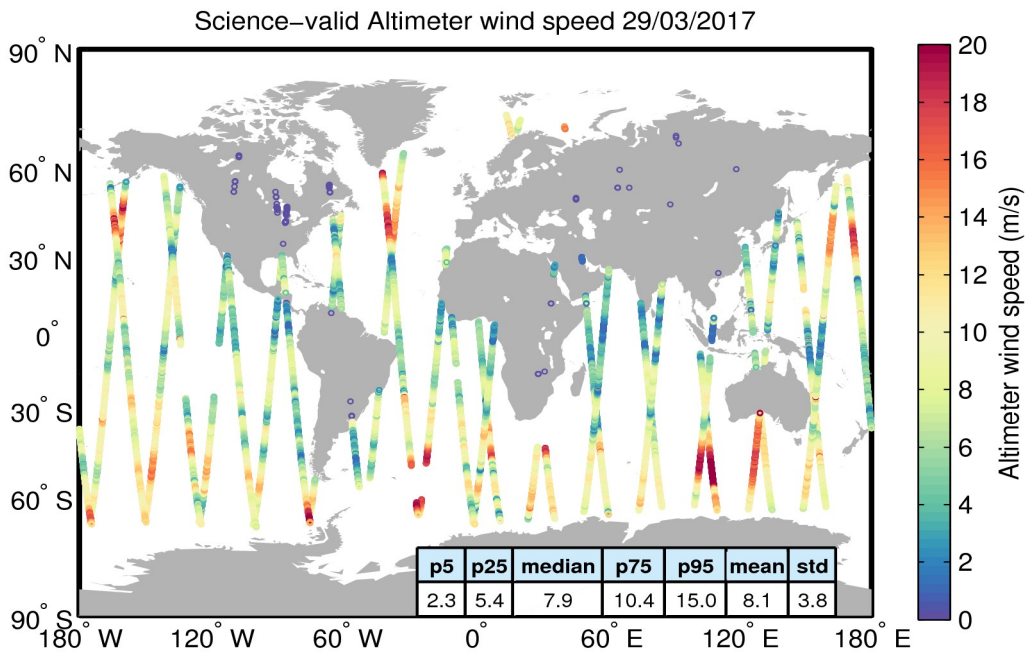 Science−valid Altimeter wind speed 29/03/2017
90° N
60° N
30° N
0°
30° S
60° S
90° S
180° W
120° W
60° W
0°
60° E
120° E
180° E
p5 p25 median p75 p95 mean std
2.3 5.4 7.9 10.4 15.0 8.1 3.8
20
18
16
14
12
10
8
6
4
2
0
Altimeter wind speed (m/s)